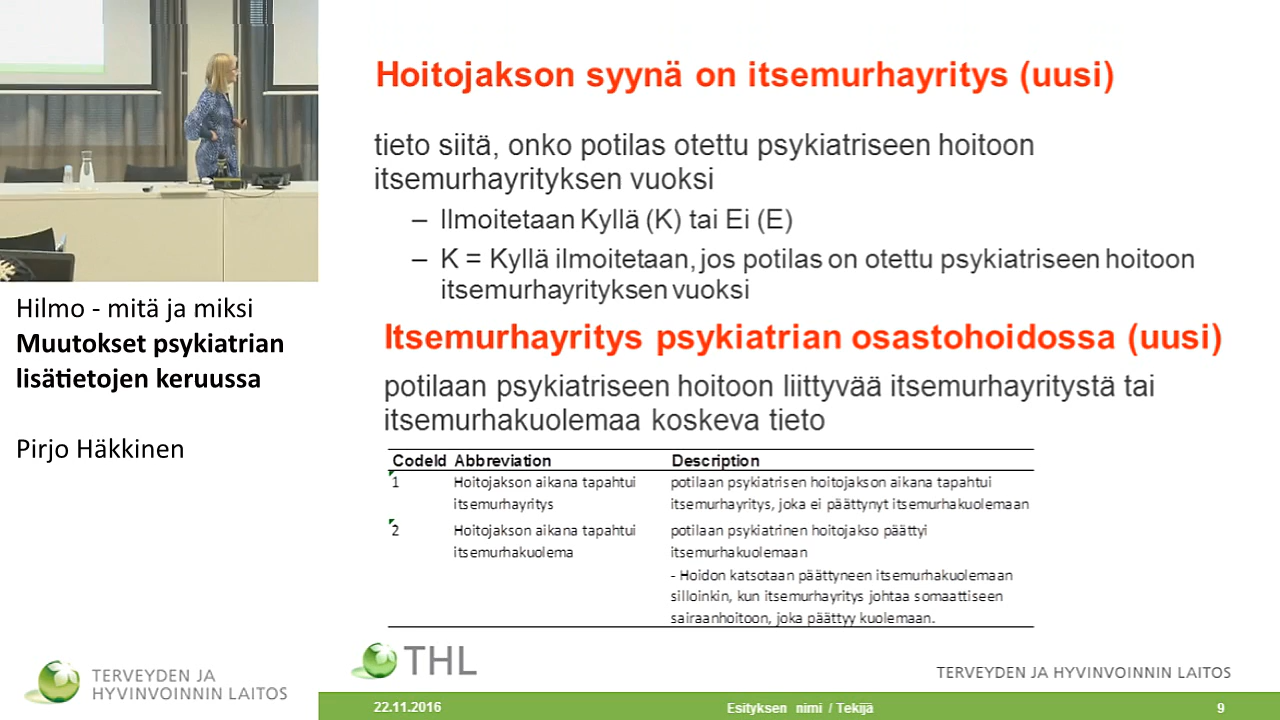 Hoitojakson syynä on itsemurhayritys (uusi)
tieto siitä, onko potilas otettu psykiatriseen hoitoon
itsemurhayrityksen vuoksi
– Ilmoitetaan Kyllä (K) tai Ei (E)
– K = Kyllä ilmoitetaan, jos potilas on otettu psykiatriseen hoitoon
itsemurhayrityksen vuoksi
Itsemurhayritys psykiatrian osastohoidossa (uusi)
potilaan psykiatriseen hoitoon liittyvää itsemurhayritystä tai
itsemurhakuolemaa koskeva tieto
CodeId Abbreviation Description
1 Hoitojakson aikana tapahtui potilaan psykiatrisen hoitojakson aikana tapahtui
itsemurhayritys itsemurhayritys, joka ei päättynyt itsemurhakuolemaan
2 Hoitojakson aikana tapahtui potilaan psykiatrinen hoitojakso päättyi
itsemurhakuolema itsemurhakuolemaan
- Hoidon katsotaan päättyneen itsemurhakuolemaan
silloinkin, kun itsemurhayritys johtaa somaattiseen
sairaanhoitoon, joka päättyy kuolemaan.
THL
TERVEYDEN JA HYVINVOINNIN LAITOS
22.11.2016 Esityksen nimi / Tekijä 9
Hilmo - mitä ja miksi
Muutokset psykiatrian
lisätietojen keruussa
Pirjo Häkkinen
TERVEYDEN JA
HYVINVOINNIN LAITOS